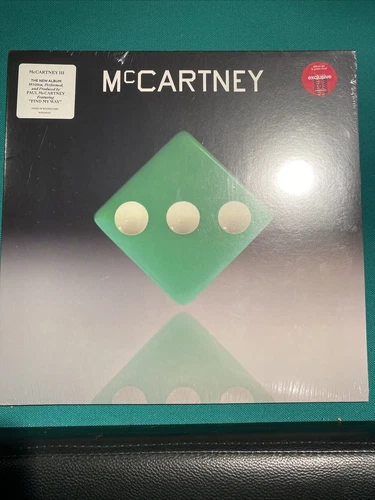 McCARTNEY III
THE NEW ALBUM
Written, Performed,
and Produced by
PAUL McCARTNEY
Featuring
"FIND MY WAY"
McCARTNEY
exclusive